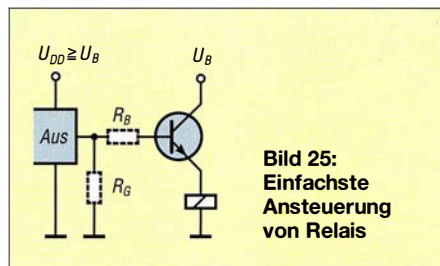 U_DD ≧ U_B
U_B
Aus
R_B
R_G
Bild 25:
Einfachste
Ansteuerung
von Relais